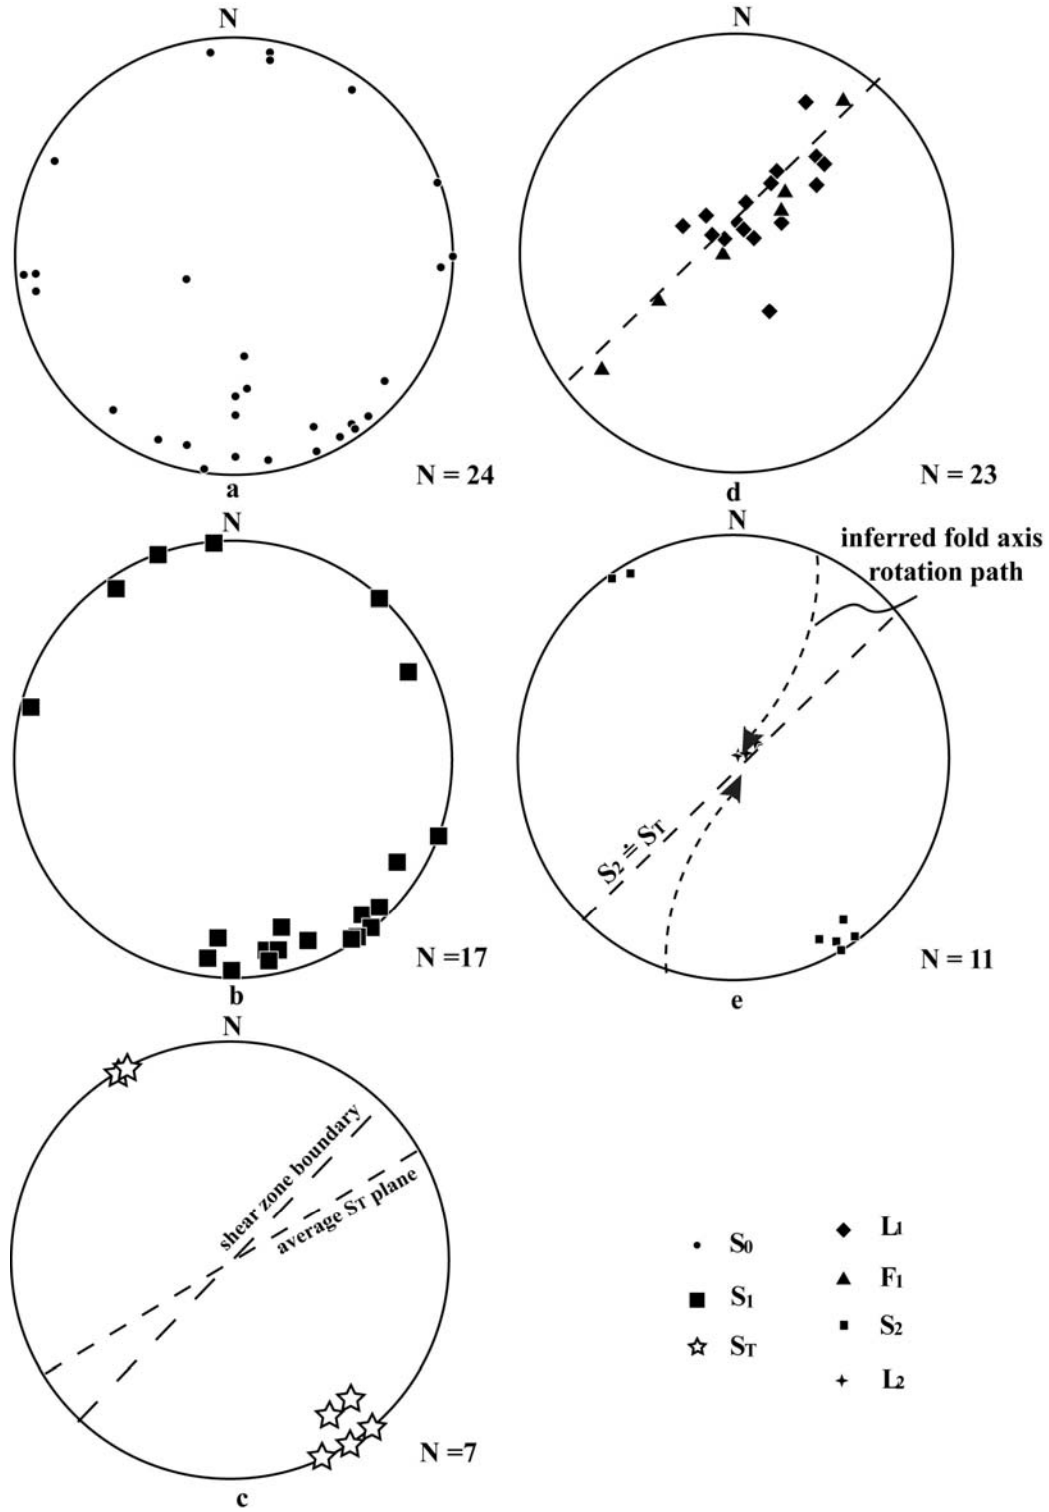 N
N = 24
a
N
N = 23
d
N
N =17
b
N
inferred fold axis
rotation path
S2 ≐ ST
N = 11
e
N
shear zone boundary
average ST plane
N =7
c
S0
S1
ST
L1
F1
S2
L2